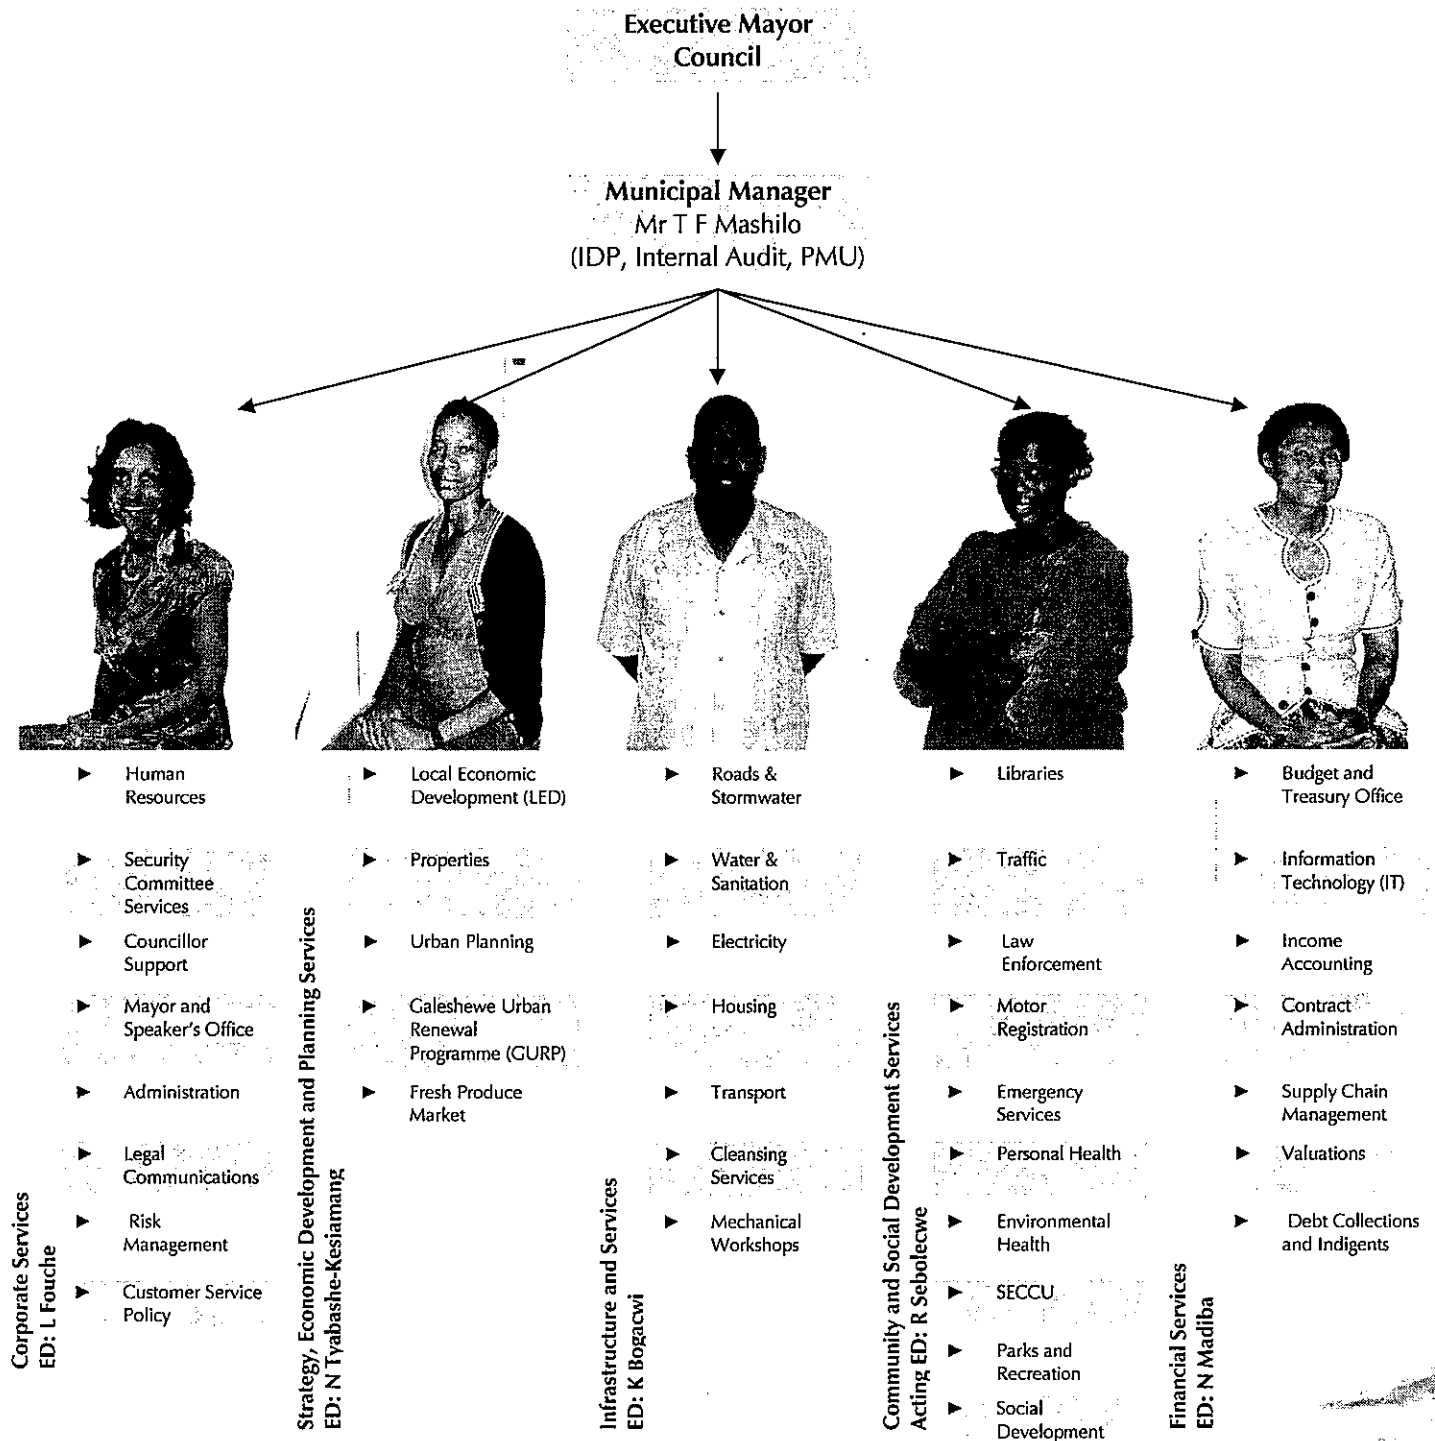 Executive Mayor
Council
Municipal Manager
Mr T F Mashilo
(IDP, Internal Audit, PMU)
Corporate Services
ED: L Fouche
► Human
Resources
► Security
Committee
Services
► Councillor
Support
► Mayor and
Speaker's Office
► Administration
► Legal
Communications
► Risk
Management
► Customer Service
Policy
Strategy, Economic Development and Planning Services
ED: N Tyabashe-Kesiamang
► Local Economic
Development (LED)
► Properties
► Urban Planning
► Galeshewe Urban
Renewal
Programme (GURP)
► Fresh Produce
Market
Infrastructure and Services
ED: K Bogacwi
► Roads &
Stormwater
► Water &
Sanitation
► Electricity
► Housing
► Transport
► Cleansing
Services
► Mechanical
Workshops
Community and Social Development Services
Acting ED: R Sebolecwe
► Libraries
► Traffic
► Law
Enforcement
► Motor
Registration
► Emergency
Services
► Personal Health
► Environmental
Health
► SECCU
► Parks and
Recreation
► Social
Development
Financial Services
ED: N Madiba
► Budget and
Treasury Office
► Information
Technology (IT)
► Income
Accounting
► Contract
Administration
► Supply Chain
Management
► Valuations
► Debt Collections
and Indigents